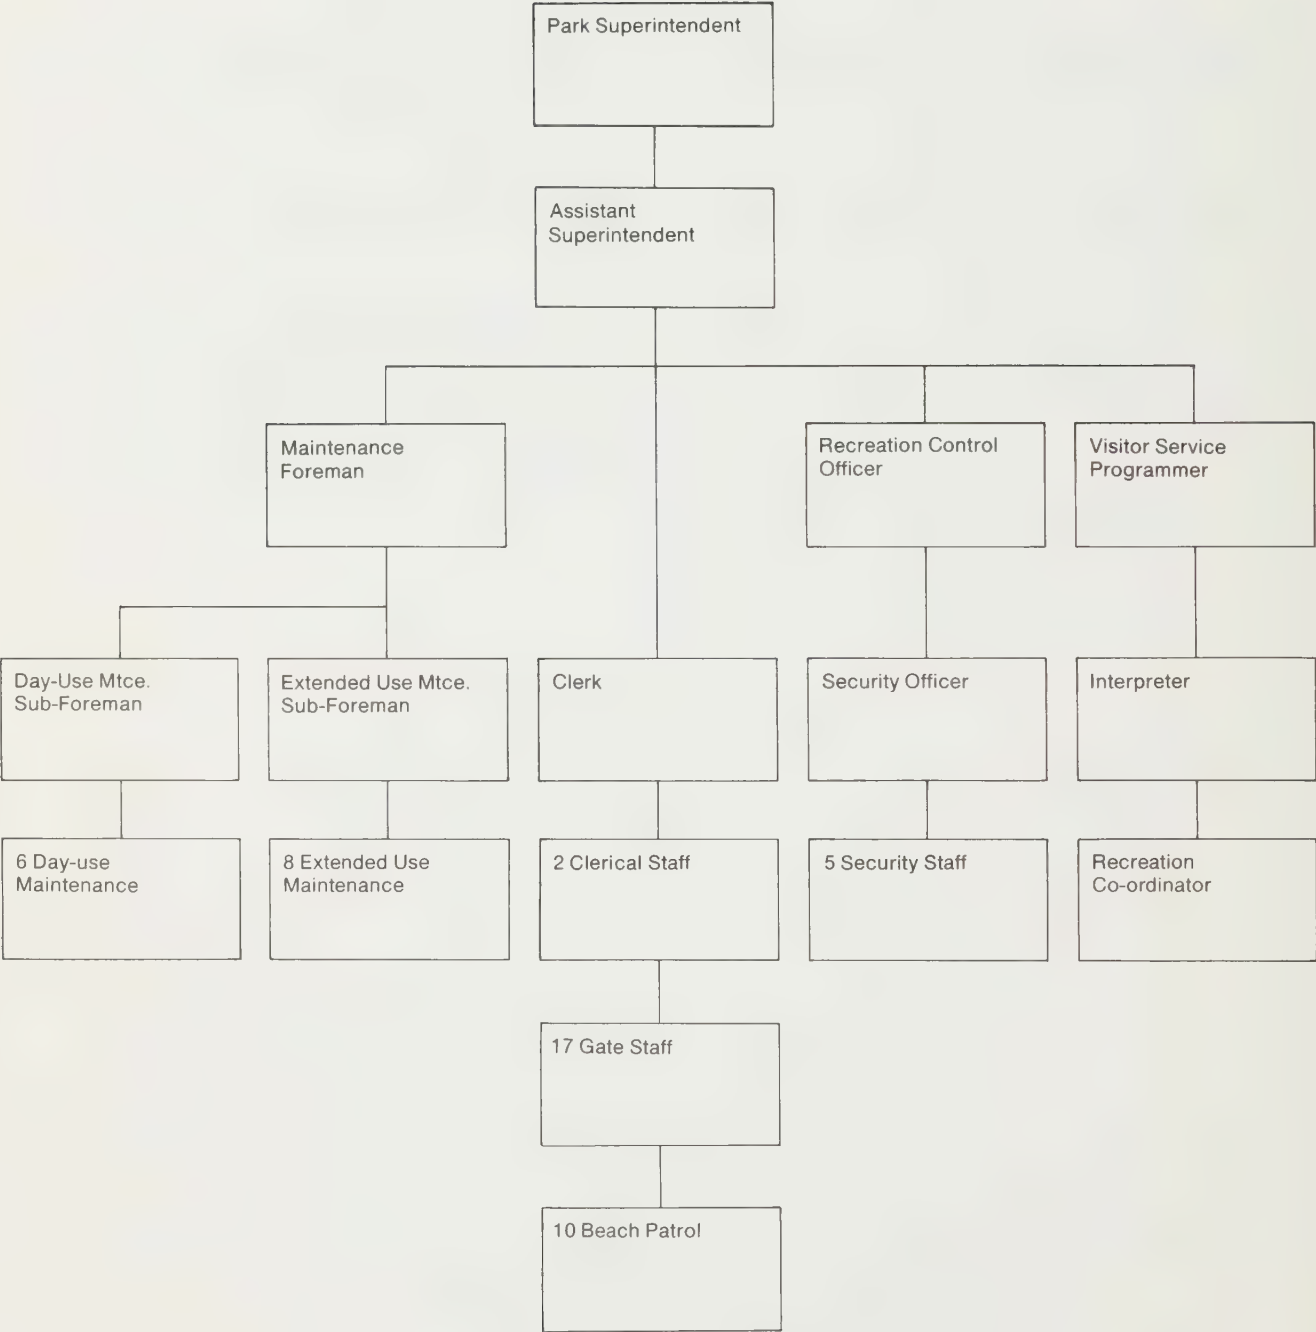 Park Superintendent
Assistant
Superintendent
Maintenance
Foreman
Recreation Control
Officer
Visitor Service
Programmer
Day-Use Mtce.
Sub-Foreman
Extended Use Mtce.
Sub-Foreman
Clerk
Security Officer
Interpreter
6 Day-use
Maintenance
8 Extended Use
Maintenance
2 Clerical Staff
5 Security Staff
Recreation
Co-ordinator
17 Gate Staff
10 Beach Patrol